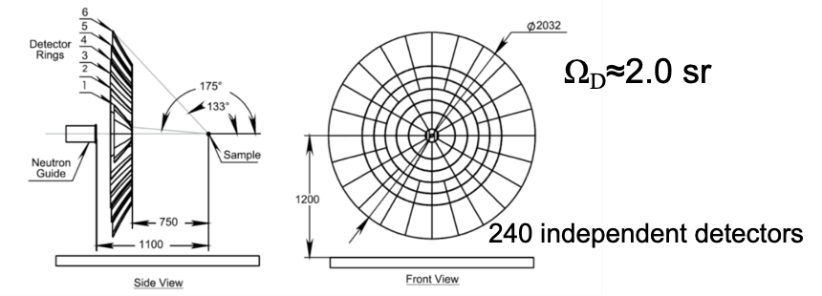 6
5
4
3
2
1
Detector
Rings
175°
133°
Sample
Neutron
Guide
750
1100
Side View
ø2032
1200
Front View
Ω_D≈2.0 sr
240 independent detectors